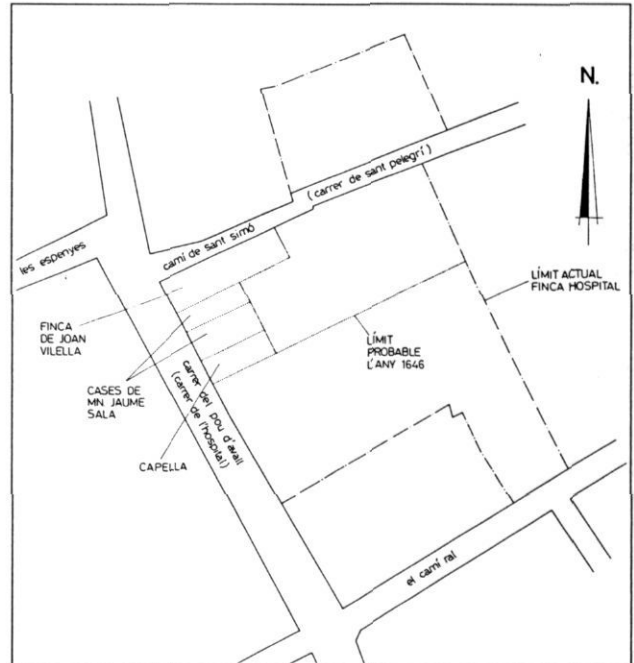 N.
(carrer de sant pelegrí)
camí de sant simó
les espenyes
LÍMIT ACTUAL
FINCA HOSPITAL
FINCA
DE JOAN
VILELLA
LÍMIT
PROBABLE
L'ANY 1646
CASES DE
MN. JAUME
SALA
carrer del pou d'avall
(carrer de l'hospital)
CAPELLA
el camí ral